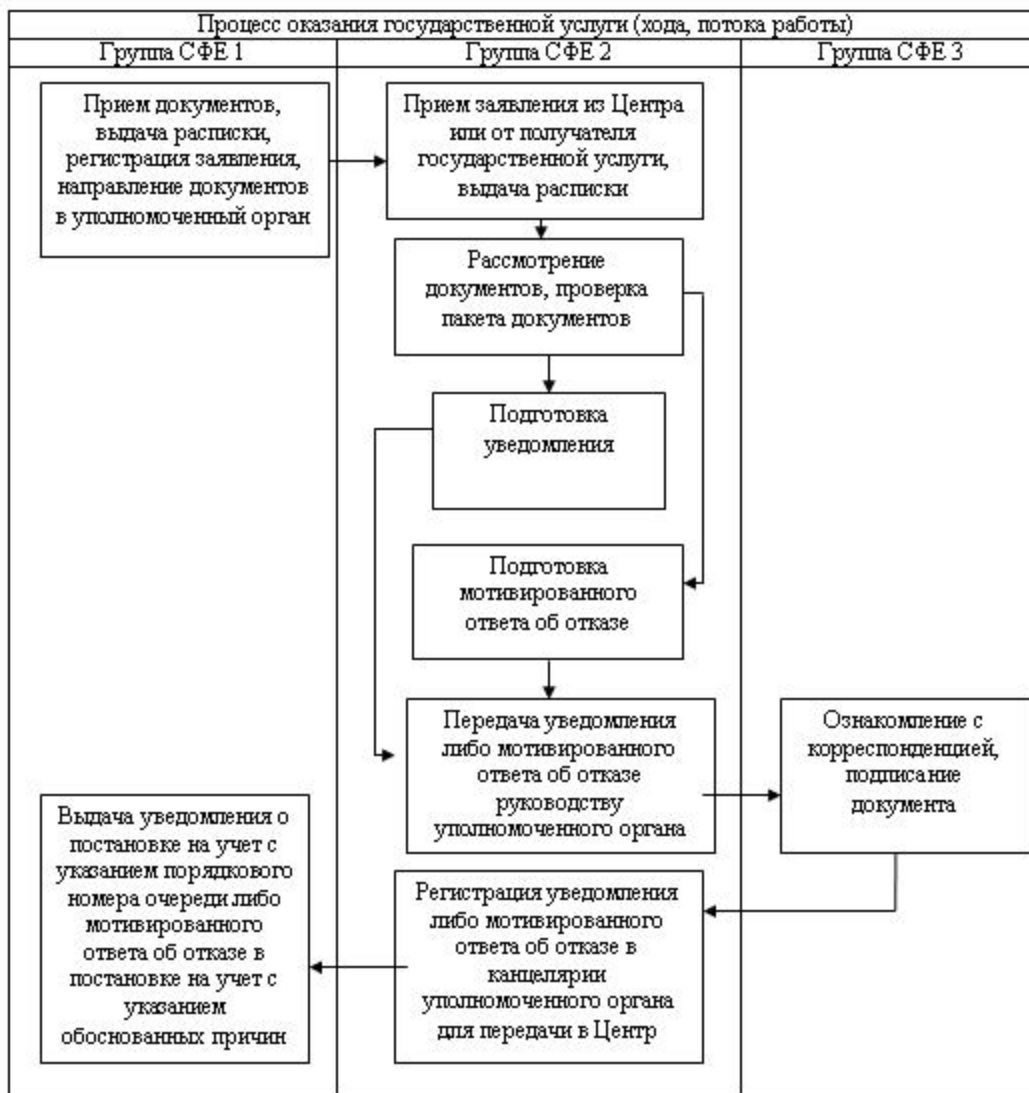 Процесс оказания государственной услуги (хода, потока работы)
Группа СФЕ 1
Группа СФЕ 2
Группа СФЕ 3
Прием документов,
выдача расписки,
регистрация заявления,
направление документов
в уполномоченный орган
Прием заявления из Центра
или от получателя
государственной услуги,
выдача расписки
Рассмотрение
документов, проверка
пакета документов
Подготовка
уведомления
Подготовка
мотивированного
ответа об отказе
Передача уведомления
либо мотивированного
ответа об отказе
руководству
уполномоченного органа
Ознакомление с
корреспонденцией,
подписание
документа
Регистрация уведомления
либо мотивированного
ответа об отказе в
канцелярии
уполномоченного органа
для передачи в Центр
Выдача уведомления о
постановке на учет с
указанием порядкового
номера очереди либо
мотивированного
ответа об отказе в
постановке на учет с
указанием
обоснованных причин